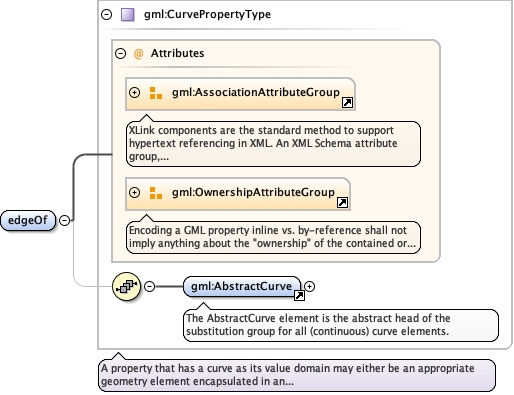 gml:CurvePropertyType
@ Attributes
gml:AssociationAttributeGroup
XLink components are the standard method to support
hypertext referencing in XML. An XML Schema attribute
group,...
gml:OwnershipAttributeGroup
Encoding a GML property inline vs. by-reference shall not
imply anything about the "ownership" of the contained or...
edgeOf
gml:AbstractCurve
The AbstractCurve element is the abstract head of the
substitution group for all (continuous) curve elements.
A property that has a curve as its value domain may either be an appropriate
geometry element encapsulated in an...